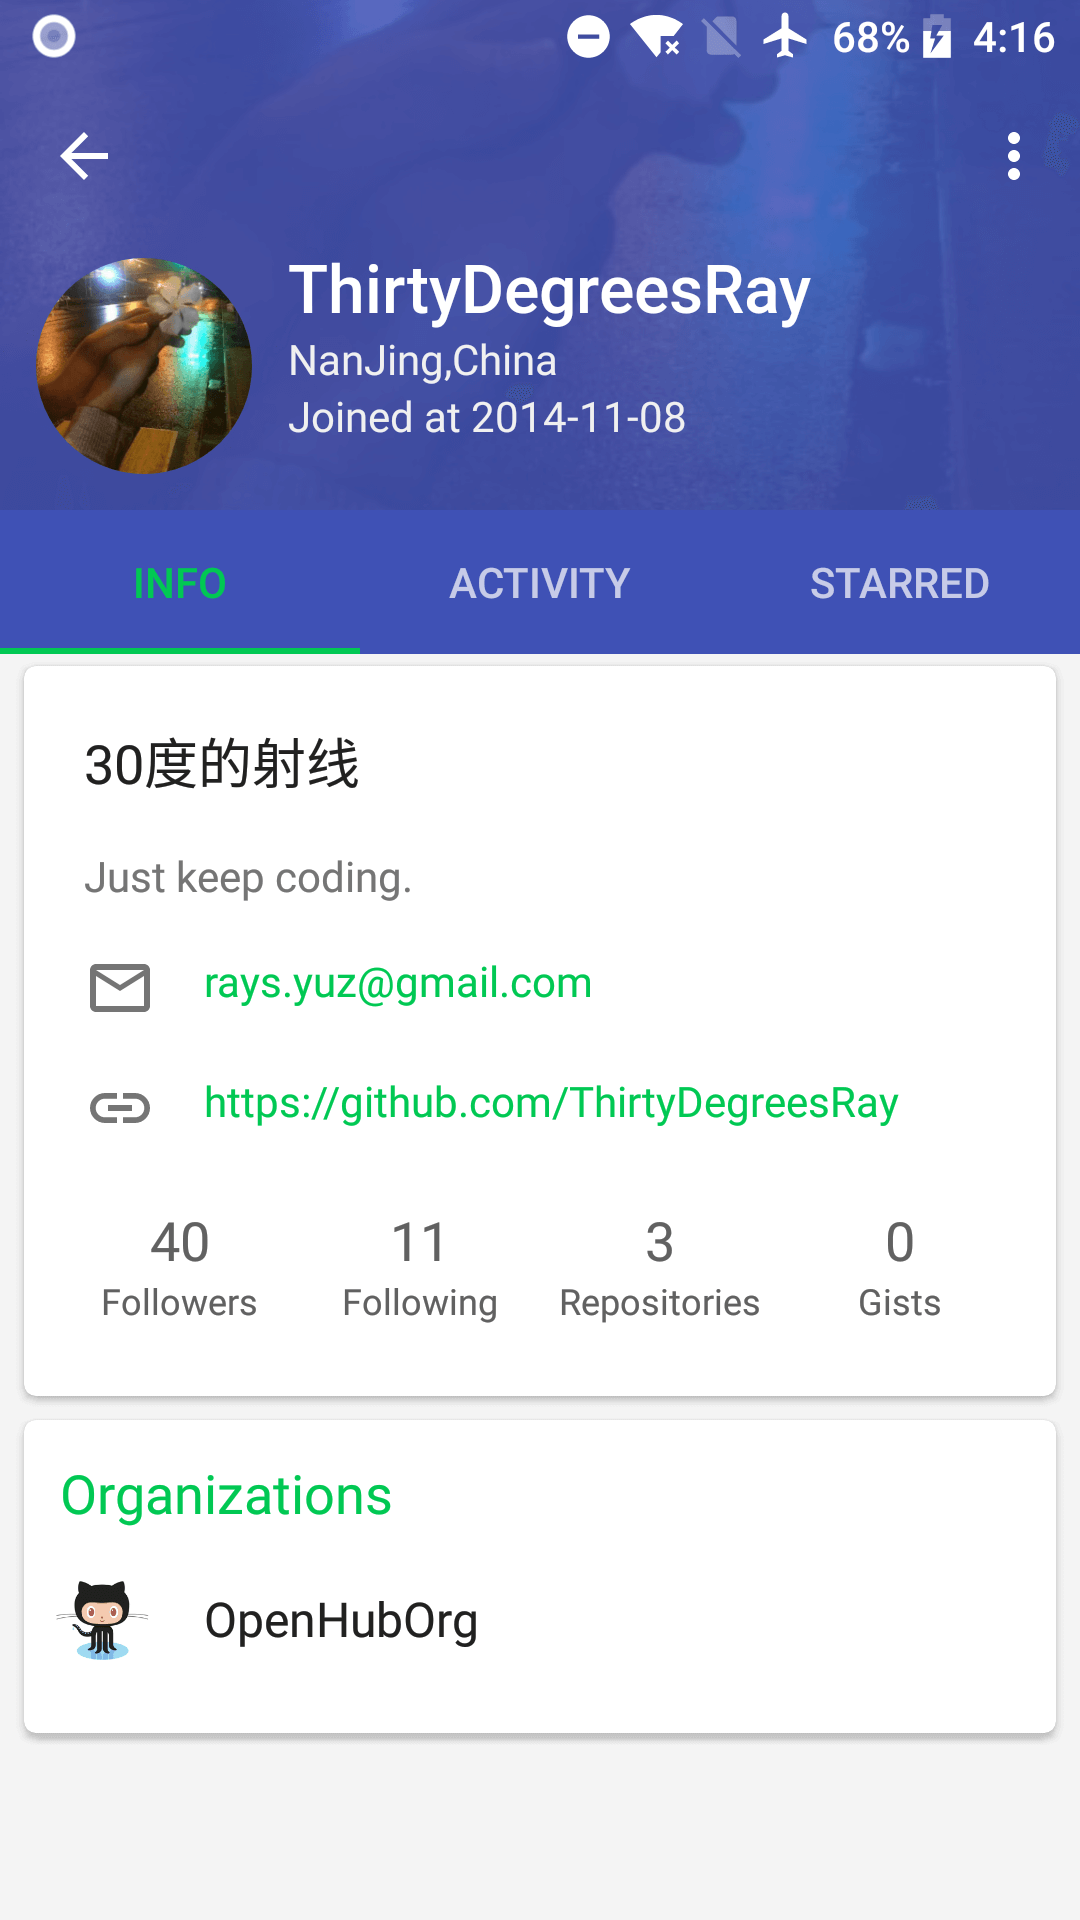 68% 4:16
ThirtyDegreesRay
NanJing,China
Joined at 2014-11-08
INFO ACTIVITY STARRED
30度的射线
Just keep coding.
rays.yuz@gmail.com
https://github.com/ThirtyDegreesRay
40 11 3 0
Followers Following Repositories Gists
Organizations
OpenHubOrg